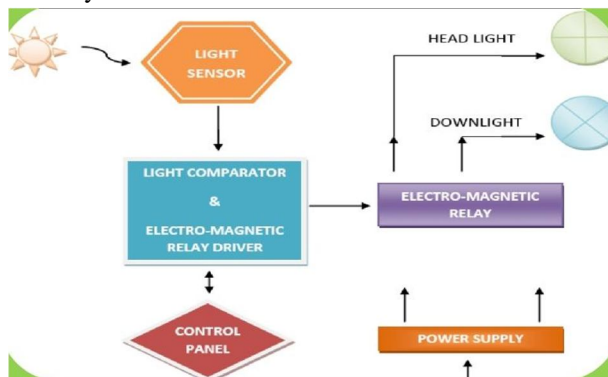 LIGHT
SENSOR
HEAD LIGHT
DOWNLIGHT
LIGHT COMPARATOR
&
ELECTRO-MAGNETIC
RELAY DRIVER
ELECTRO-MAGNETIC
RELAY
CONTROL
PANEL
POWER SUPPLY